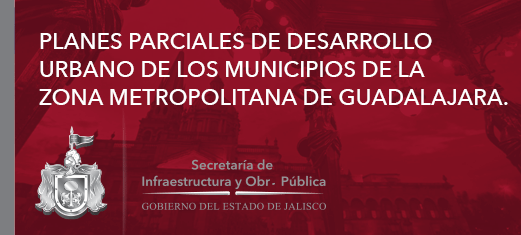 PLANES PARCIALES DE DESARROLLO
URBANO DE LOS MUNICIPIOS DE LA
ZONA METROPOLITANA DE GUADALAJARA.
Secretaría de
Infraestructura y Obr. Pública
GOBIERNO DEL ESTADO DE JALISCO